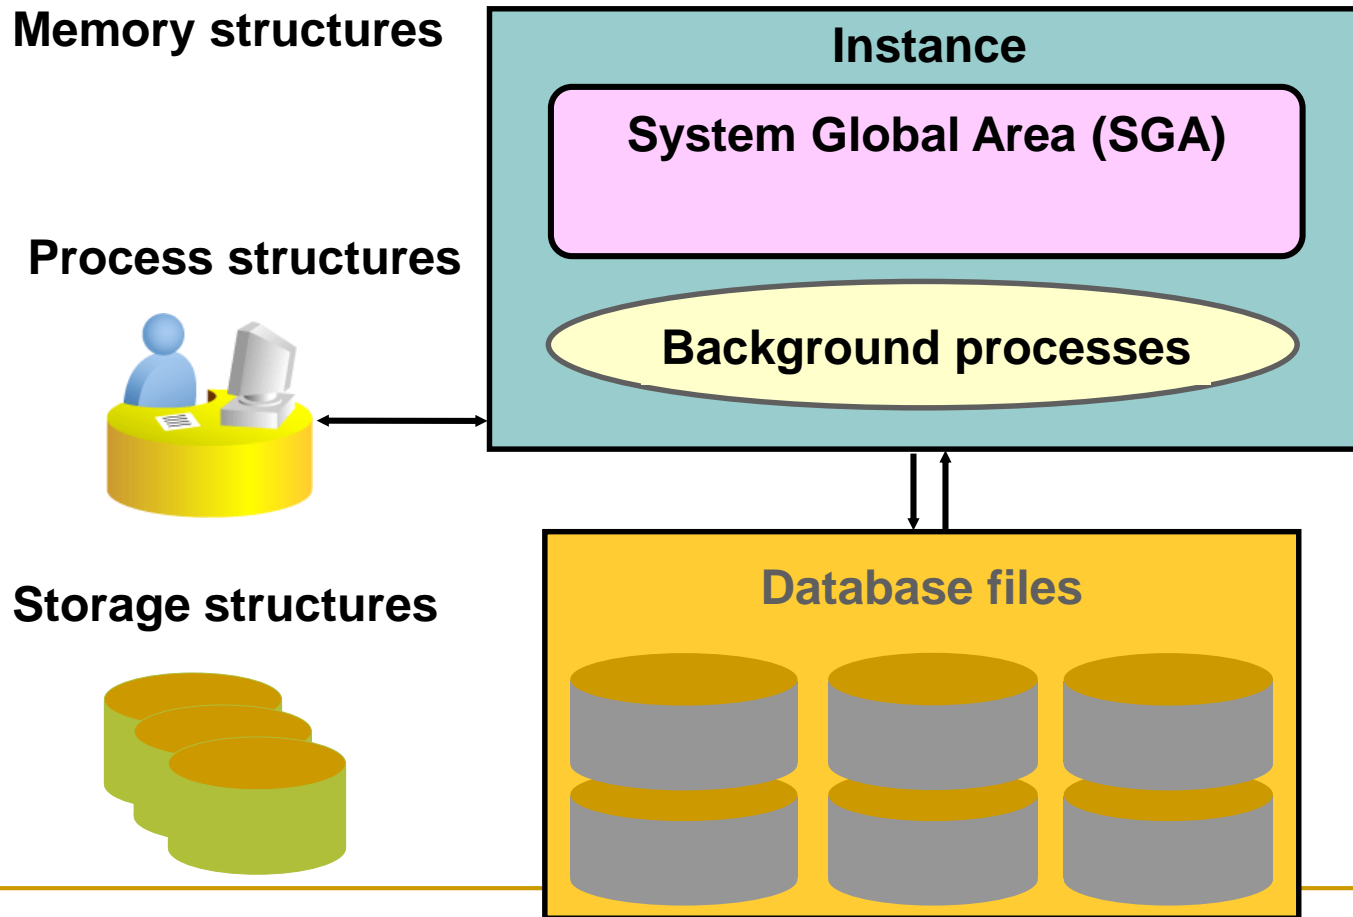 Memory structures
Instance
System Global Area (SGA)
Process structures
Background processes
Database files
Storage structures